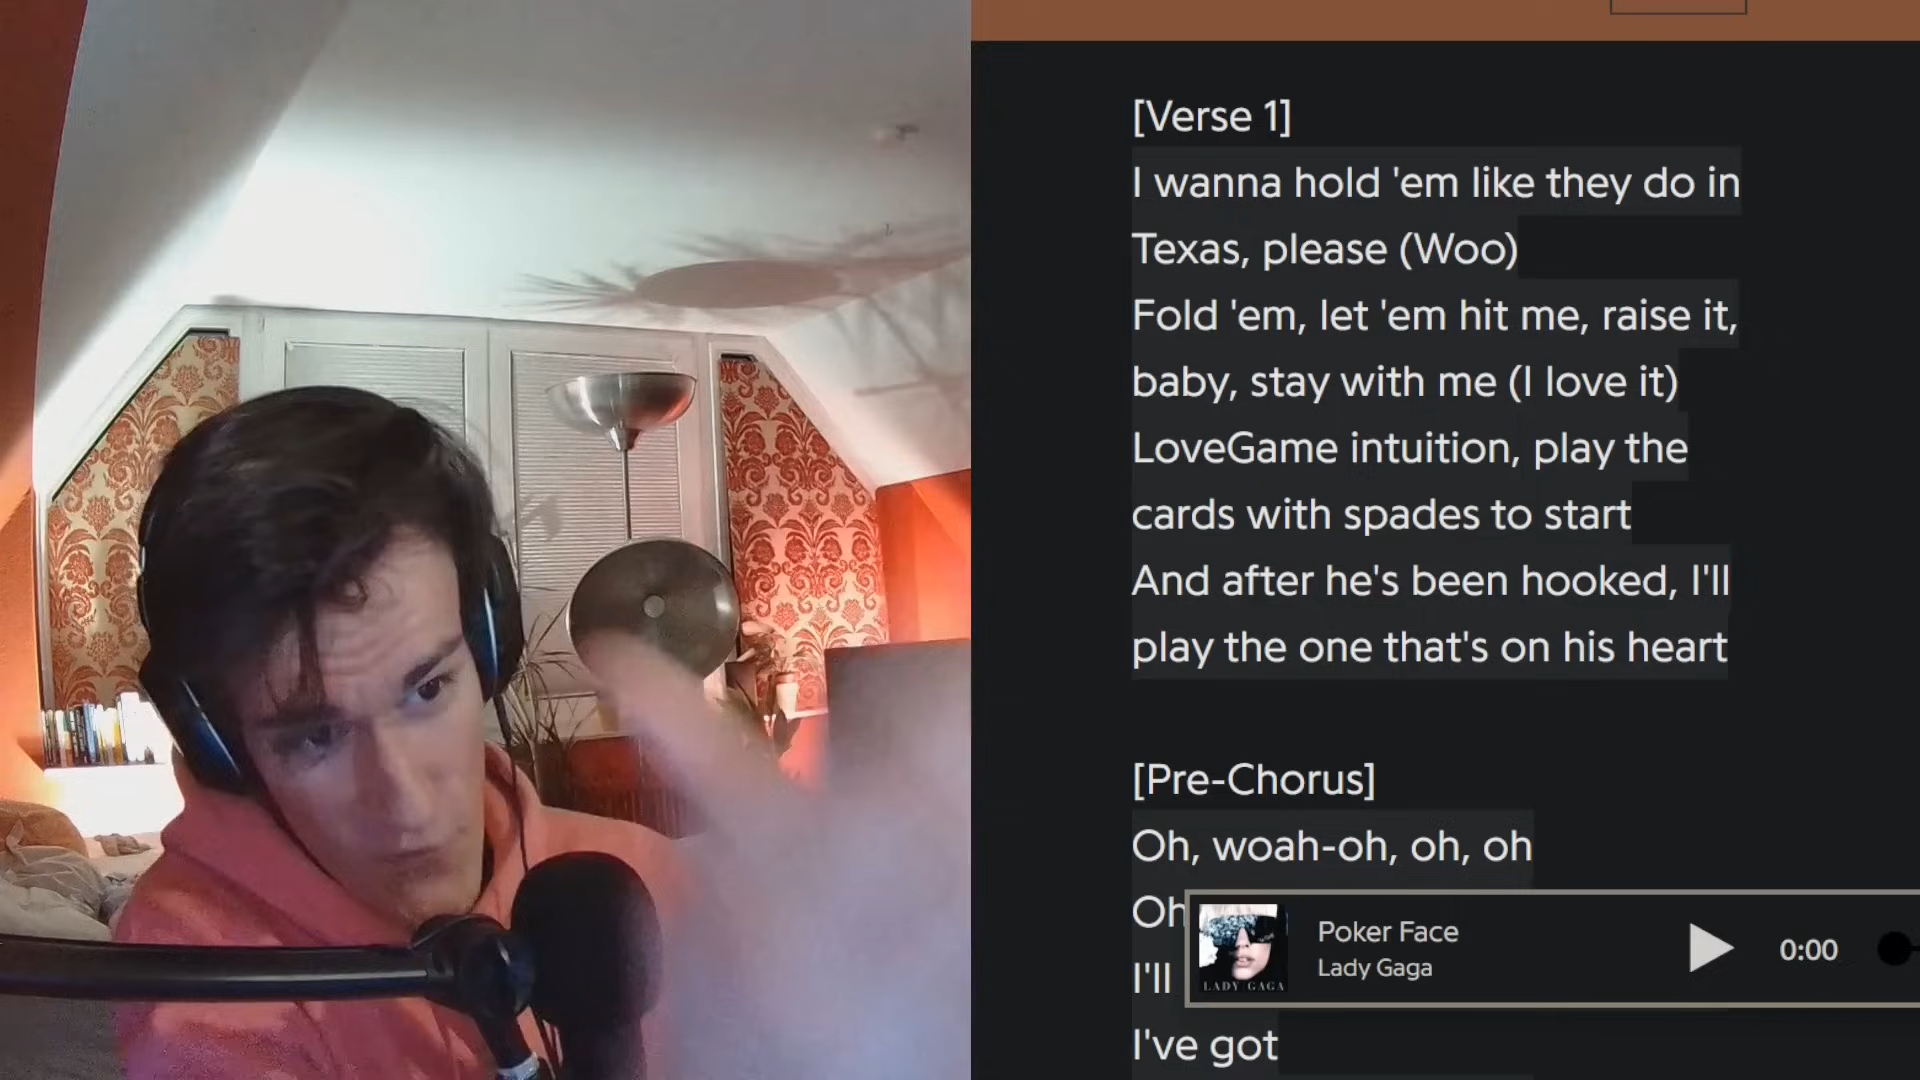 [Verse 1]
I wanna hold 'em like they do in
Texas, please (Woo)
Fold 'em, let 'em hit me, raise it,
baby, stay with me (I love it)
LoveGame intuition, play the
cards with spades to start
And after he's been hooked, I'll
play the one that's on his heart
[Pre-Chorus]
Oh, woah-oh, oh, oh
Oh
I'll
I've got
Poker Face
Lady Gaga
0:00
LADY GAGA